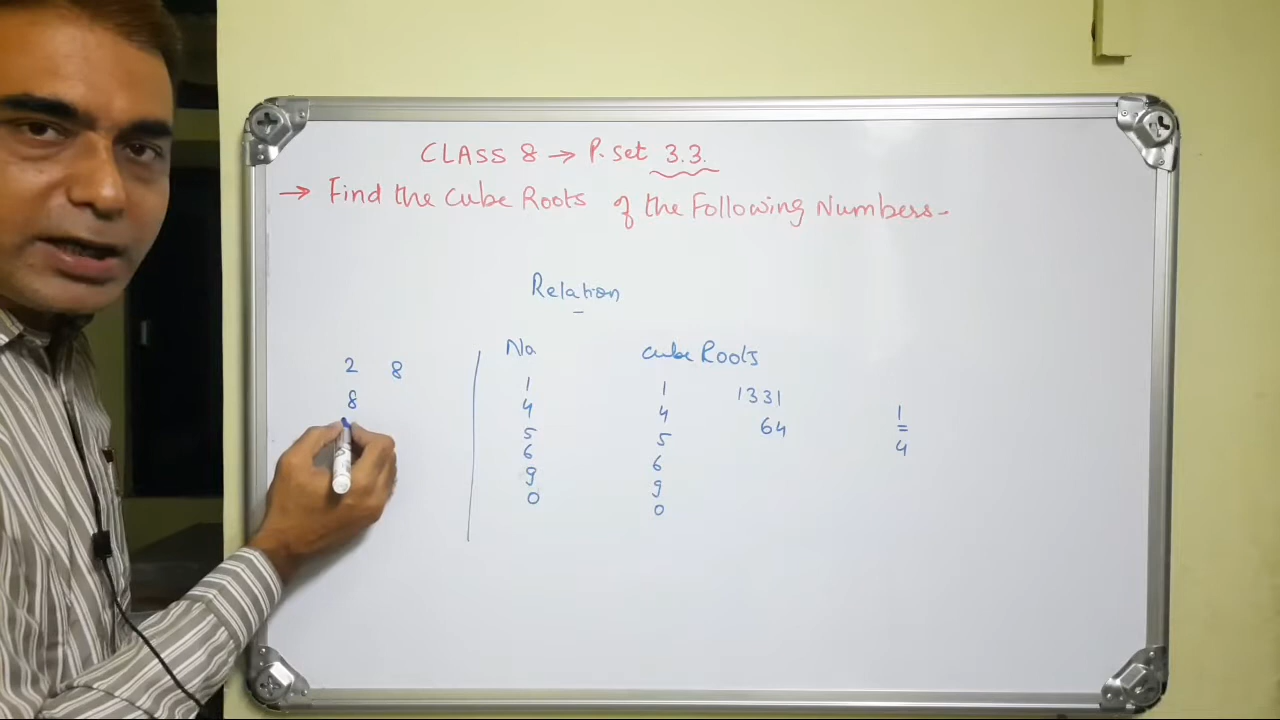 CLASS 8 → P. Set 3.3.
→ Find the Cube Roots of the Following Numbers-
Relation
No Cube Roots
2 8
1 1 1331
8
4 4 64
1
=
4
5 5
6 6
9 9
0 0